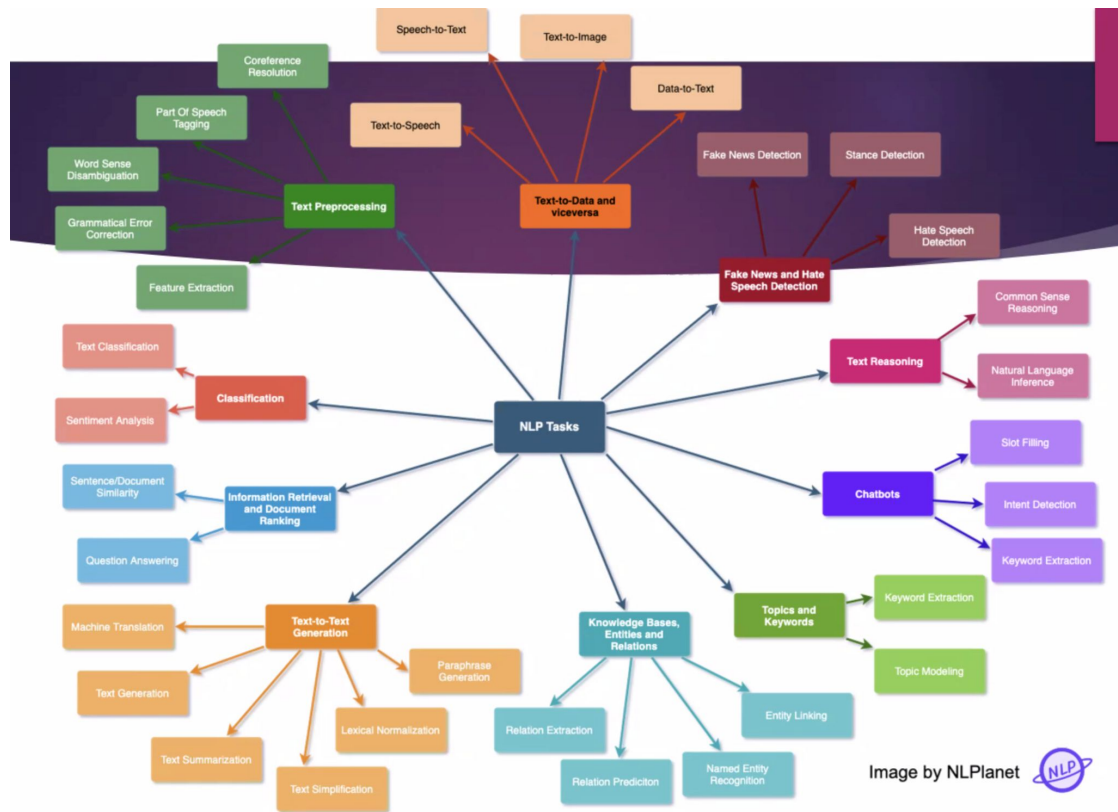 Speech-to-Text
Text-to-Image
Coreference
Resolution
Data-to-Text
Part Of Speech
Tagging
Text-to-Speech
Fake News Detection
Stance Detection
Word Sense
Disambiguation
Text Preprocessing
Text-to-Data and
viceversa
Grammatical Error
Correction
Hate Speech
Detection
Feature Extraction
Fake News and Hate
Speech Detection
Common Sense
Reasoning
Text Classification
Text Reasoning
Natural Language
Inference
Classification
Sentiment Analysis
NLP Tasks
Slot Filling
Sentence/Document
Similarity
Information Retrieval
and Document
Ranking
Chatbots
Intent Detection
Question Answering
Keyword Extraction
Topics and
Keywords
Keyword Extraction
Machine Translation
Text-to-Text
Generation
Knowledge Bases,
Entities and
Relations
Paraphrase
Generation
Topic Modeling
Text Generation
Lexical Normalization
Relation Extraction
Entity Linking
Text Summarization
Text Simplification
Relation Prediciton
Named Entity
Recognition
Image by NLPlanet
NLP